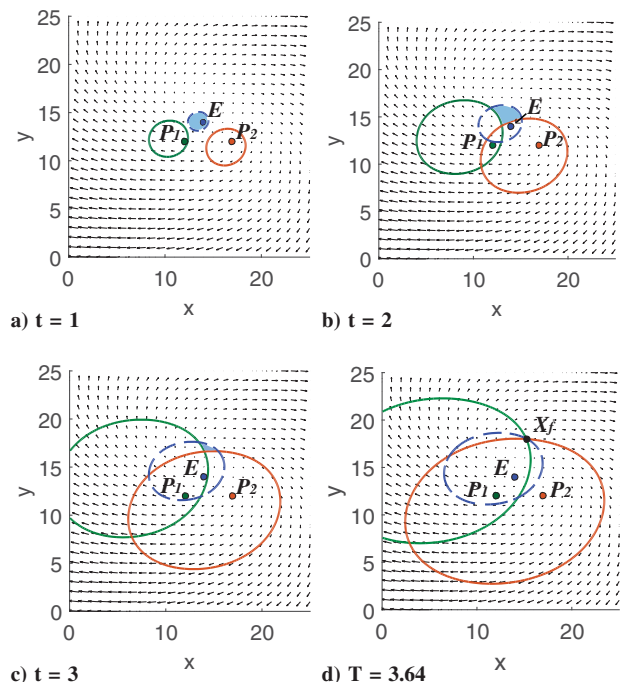 25
20
15
10
5
0
y
E
P1
P2
0 10 20
x
a) t = 1
25
20
15
10
5
0
y
E
P1
P2
0 10 20
x
b) t = 2
25
20
15
10
5
0
y
E
P1
P2
0 10 20
x
c) t = 3
25
20
15
10
5
0
y
Xf
E
P1
P2
0 10 20
x
d) T = 3.64